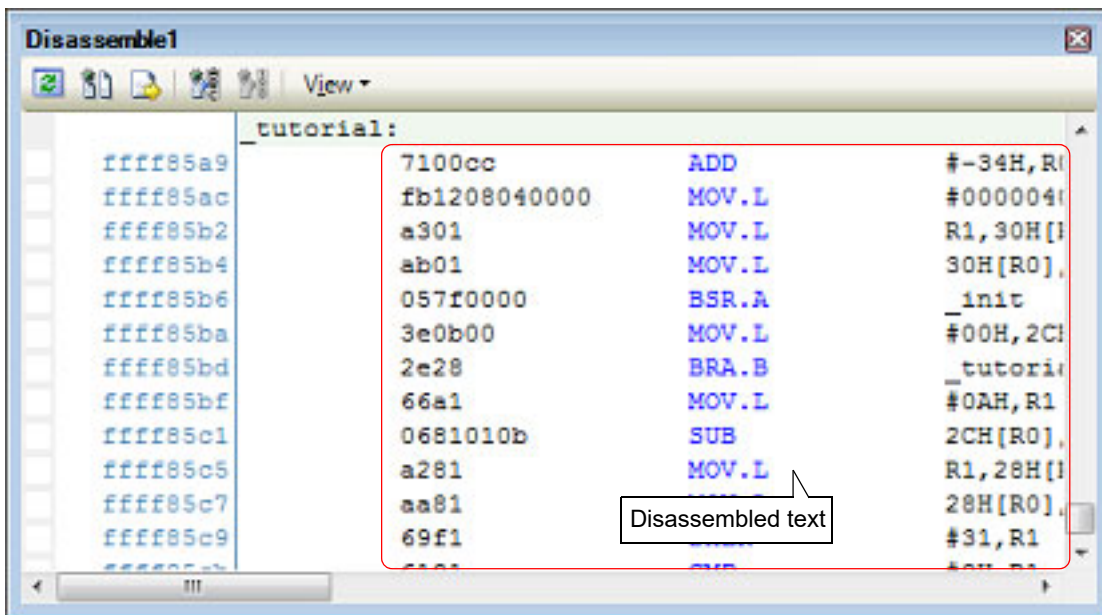 Disassemble1
View
_tutorial:
ffff85a9 7100cc ADD #-34H,R
ffff85ac fb1208040000 MOV.L #000004
ffff85b2 a301 MOV.L R1,30H[
ffff85b4 ab01 MOV.L 30H[R0],
ffff85b6 057f0000 BSR.A _init
ffff85ba 3e0b00 MOV.L #00H,2C
ffff85bd 2e28 BRA.B _tutori
ffff85bf 66a1 MOV.L #0AH,R1
ffff85c1 0681010b SUB 2CH[R0],
ffff85c5 a281 MOV.L R1,28H[
ffff85c7 aa81 28H[R0],
Disassembled text
ffff85c9 69f1 #31,R1